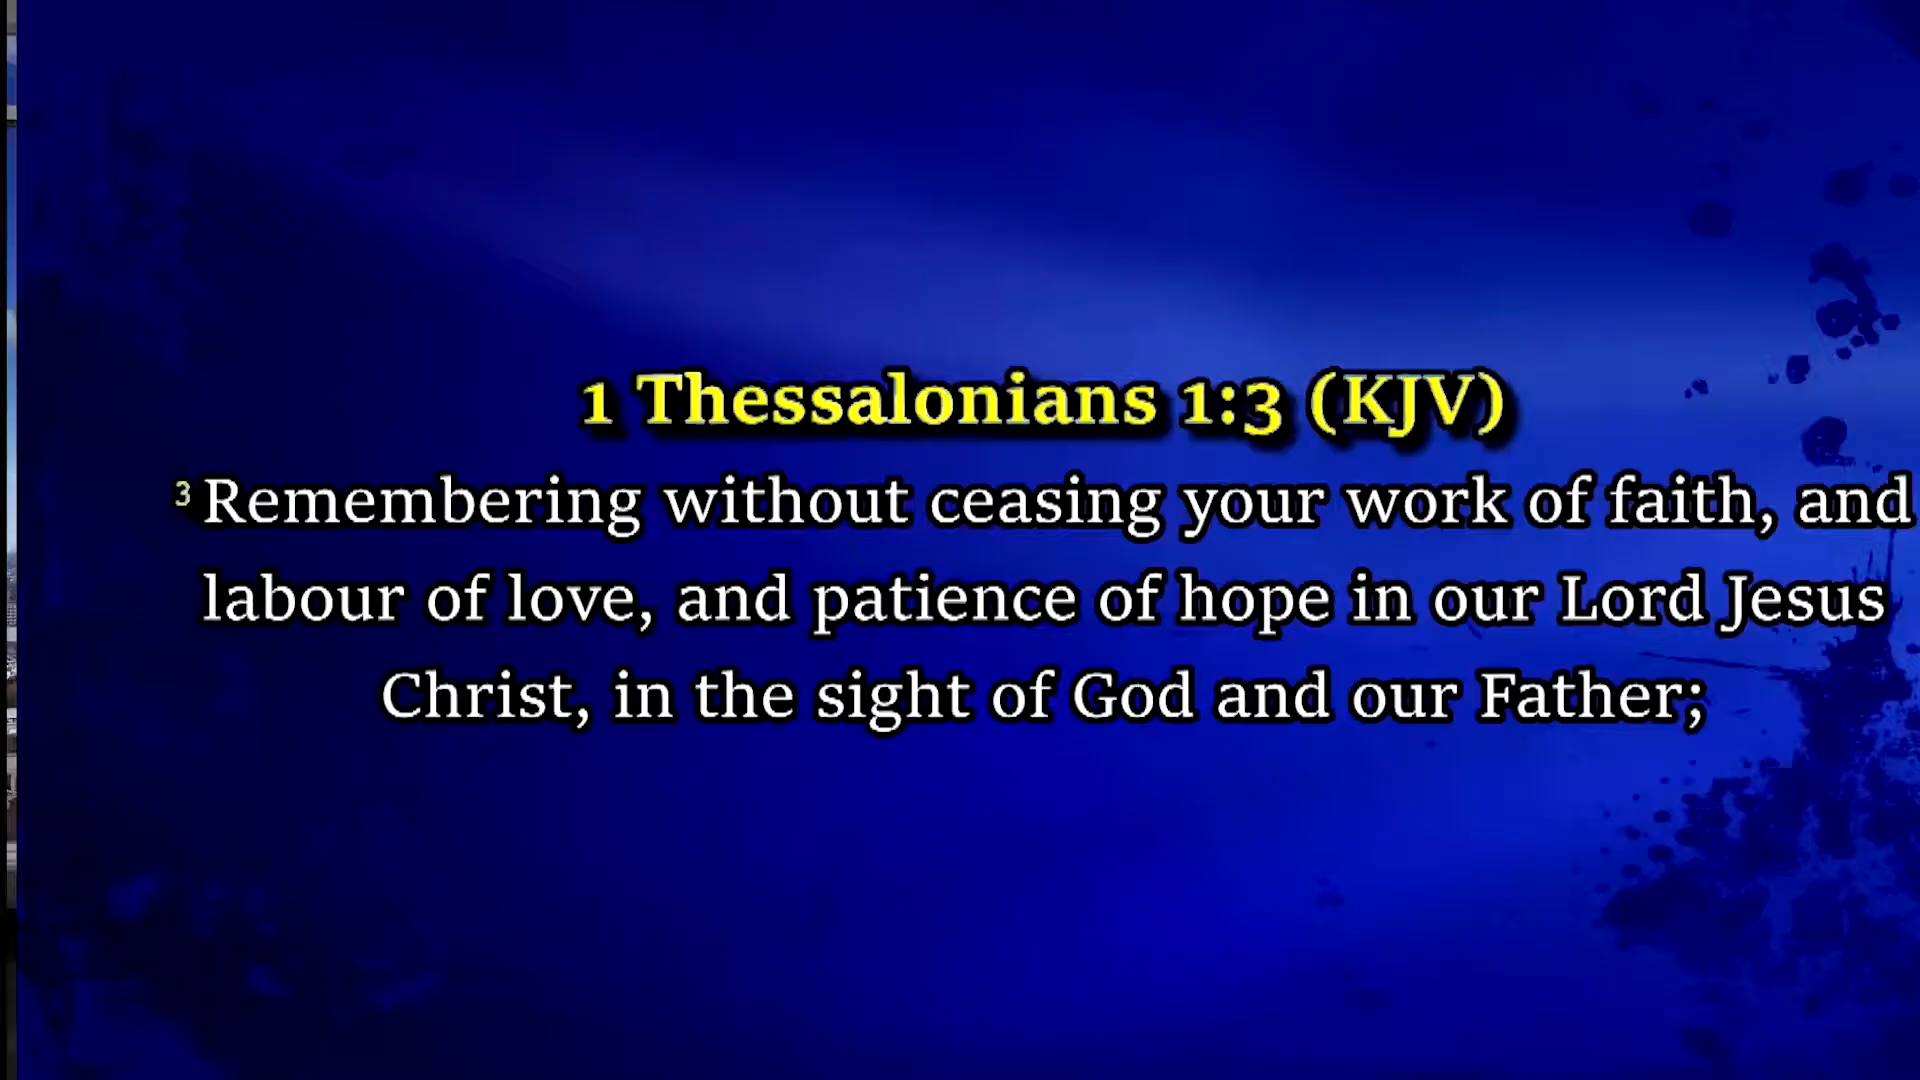 1 Thessalonians 1:3 (KJV)
3 Remembering without ceasing your work of faith, and
labour of love, and patience of hope in our Lord Jesus
Christ, in the sight of God and our Father;